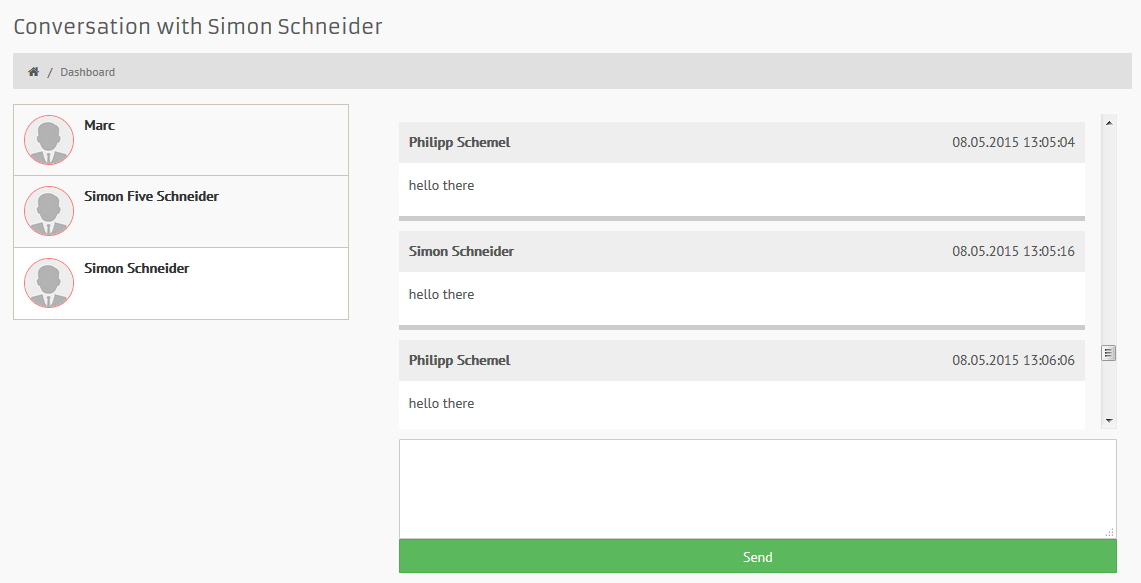 Conversation with Simon Schneider
/ Dashboard
Marc
Simon Five Schneider
Simon Schneider
Philipp Schemel 08.05.2015 13:05:04
hello there
Simon Schneider 08.05.2015 13:05:16
hello there
Philipp Schemel 08.05.2015 13:06:06
hello there
Send